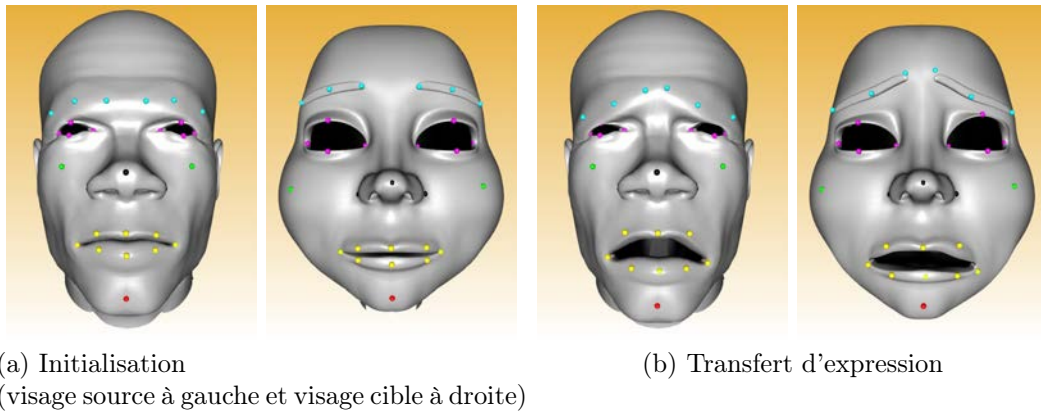 (a) Initialisation
(visage source à gauche et visage cible à droite)
(b) Transfert d'expression